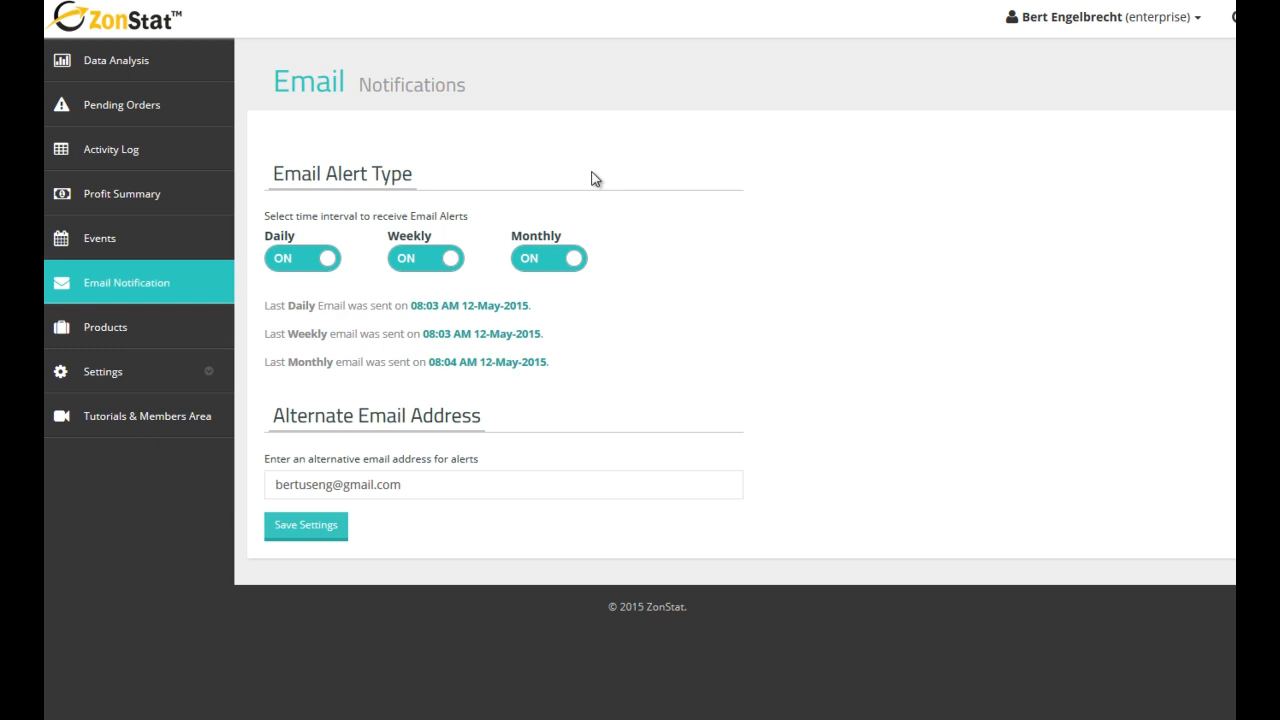 ZonStat™
Bert Engelbrecht (enterprise)
Data Analysis
Pending Orders
Activity Log
Profit Summary
Events
Email Notification
Products
Settings
Tutorials & Members Area
Email Notifications
Email Alert Type
Select time interval to receive Email Alerts
Daily Weekly Monthly
ON ON ON
Last Daily Email was sent on 08:03 AM 12-May-2015.
Last Weekly email was sent on 08:03 AM 12-May-2015.
Last Monthly email was sent on 08:04 AM 12-May-2015.
Alternate Email Address
Enter an alternative email address for alerts
bertuseng@gmail.com
Save Settings
© 2015 ZonStat.